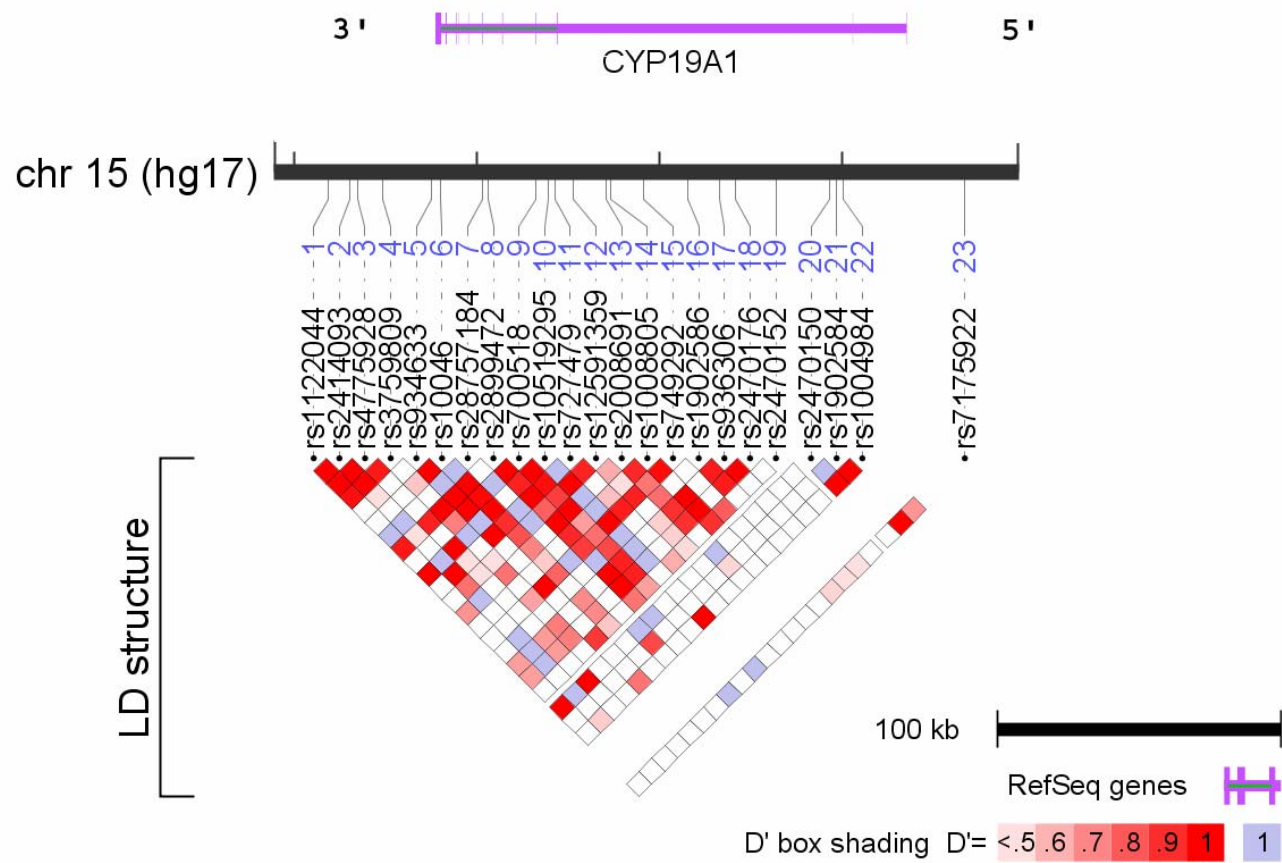 3 ' 5 '
CYP19A1
chr 15 (hg17)
1 2 3 4 5 6 7 8 9 10 11 12 13 14 15 16 17 18 19 20 21 22 23
rs1122044
rs2414093
rs4775928
rs3759809
rs934633
rs10046
rs28757184
rs2899472
rs700518
rs10519295
rs727479
rs12591359
rs2008691
rs1008805
rs749292
rs1902586
rs936306
rs2470176
rs2470152
rs2470150
rs1902584
rs1004984
rs7175922
LD structure
100 kb
RefSeq genes
D' box shading D'= <.5 .6 .7 .8 .9 1 1